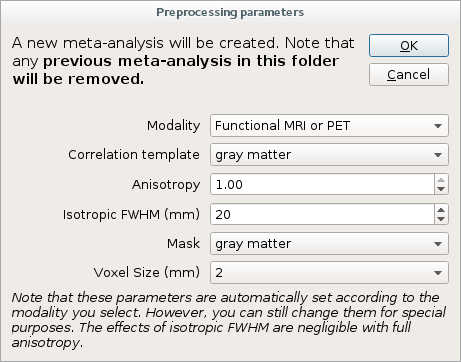 Preprocessing parameters
A new meta-analysis will be created. Note that
any previous meta-analysis in this folder
will be removed.
OK
Cancel
Modality Functional MRI or PET
Correlation template gray matter
Anisotropy 1.00
Isotropic FWHM (mm) 20
Mask gray matter
Voxel Size (mm) 2
Note that these parameters are automatically set according to the
modality you select. However, you can still change them for special
purposes. The effects of isotropic FWHM are negligible with full
anisotropy.